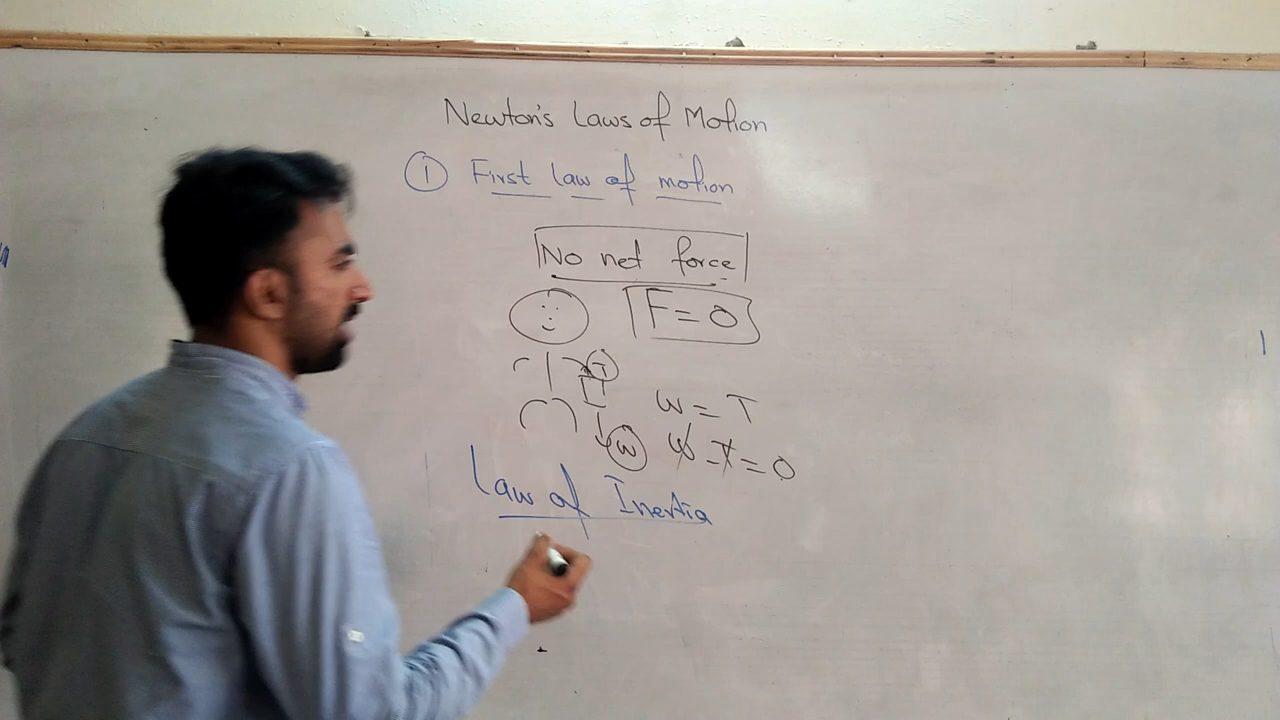 Newton's Laws of Motion
① First law of motion
No net force
F = 0
T
W = T
W
W - T = 0
Law of Inertia